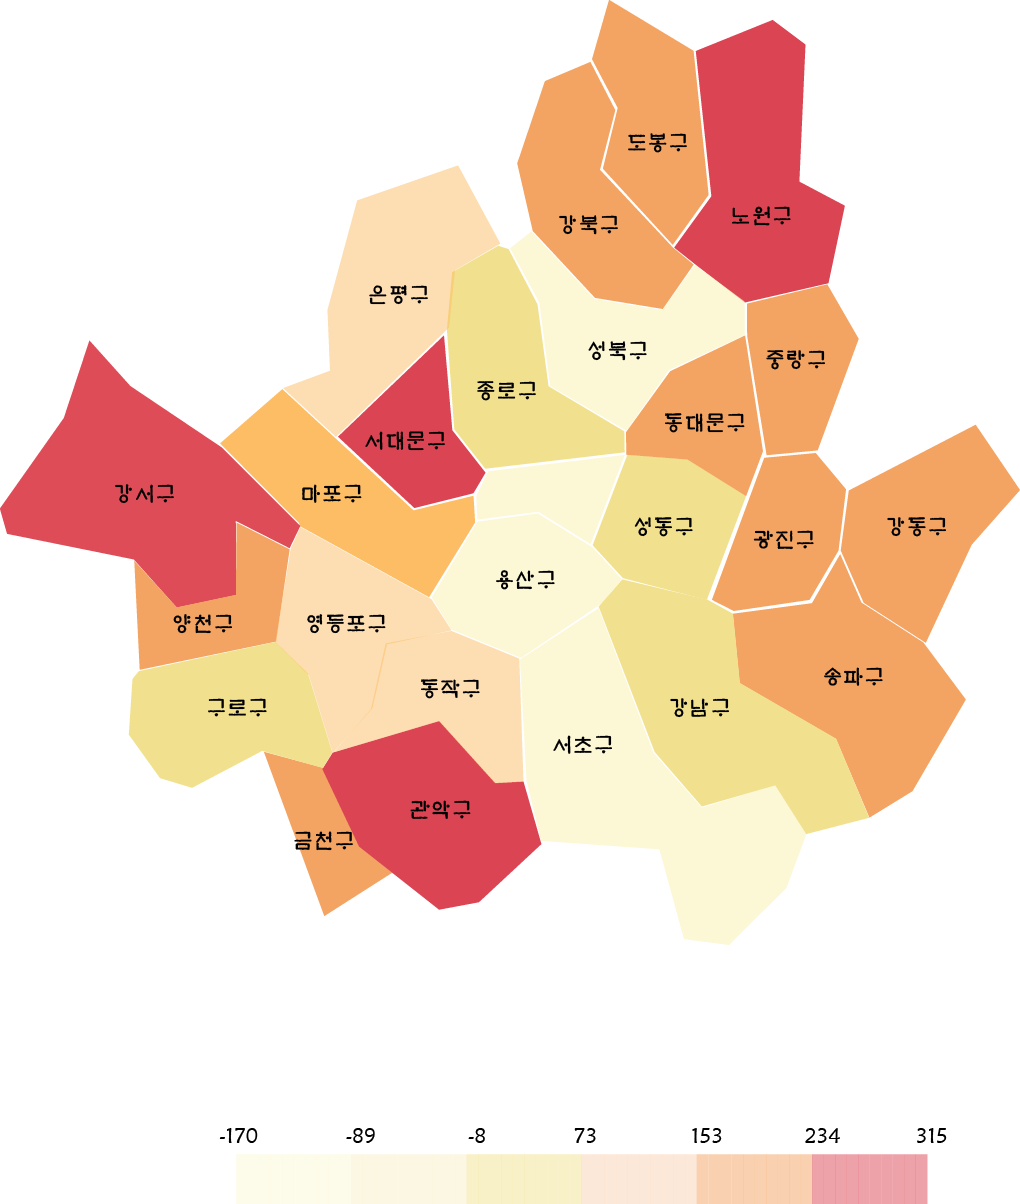 도봉구
노원구
강북구
은평구
성북구
중랑구
종로구
동대문구
서대문구
강서구
마포구
성동구
광진구
강동구
용산구
양천구
영등포구
송파구
동작구
구로구
강남구
서초구
관악구
금천구
-170 -89 -8 73 153 234 315